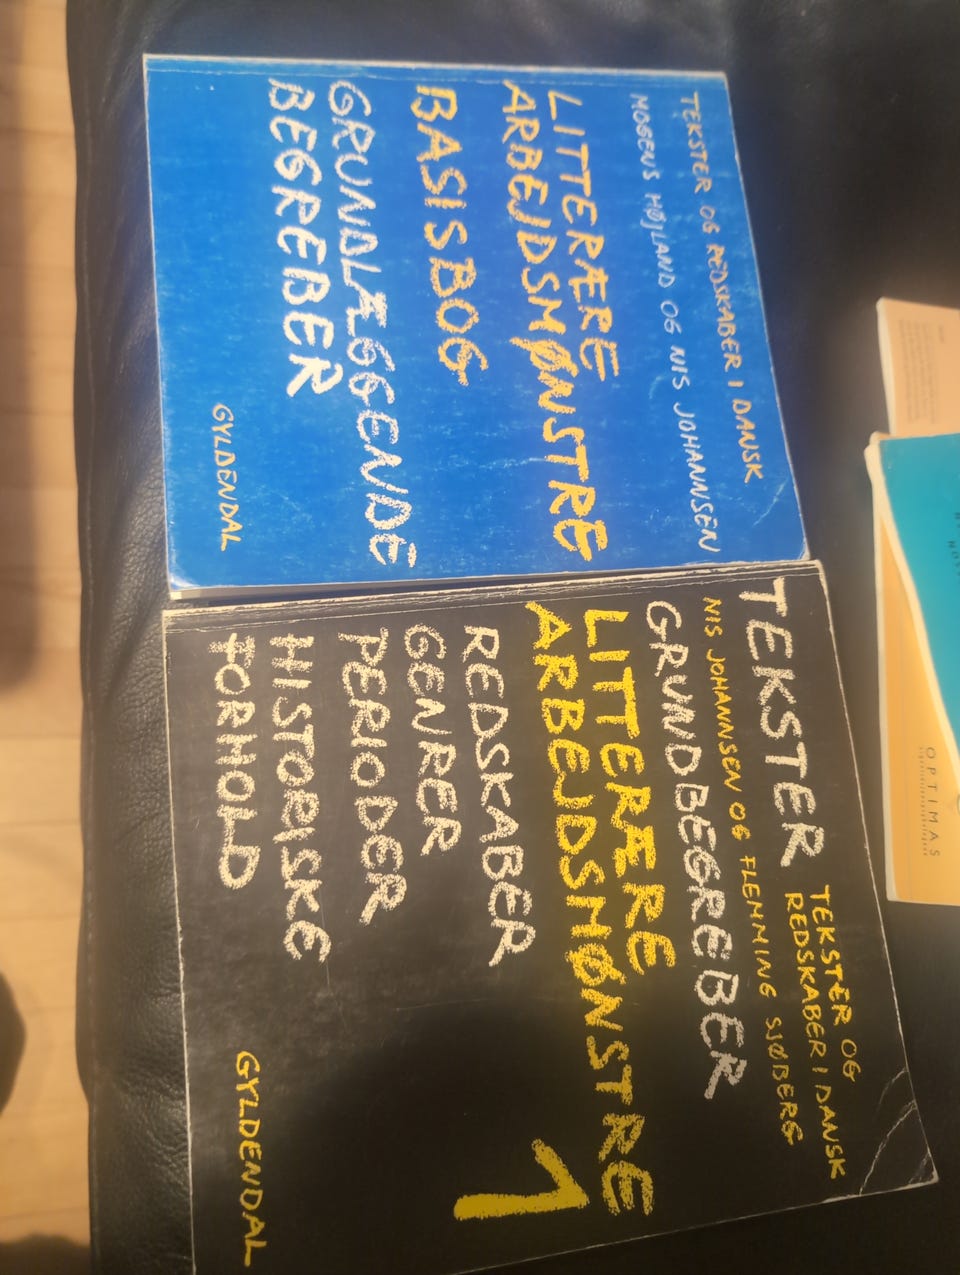 TEKSTER OG REDSKABER I DANSK
MOGENS HØJLAND OG NIS JOHANNSEN
LITTERÆRE
ARBEJDSMØNSTRE
BASISBOG
GRUNDLÆGGENDE
BEGREBER
GYLDENDAL
TEKSTER OG
REDSKABER I DANSK
TEKSTER
NIS JOHANNSEN OG FLEMMING SJØBERG
GRUNDBEGREBER
LITTERÆRE
ARBEJDSMØNSTRE
1
REDSKABER
GENRER
PERIODER
HISTORISKE
FORHOLD
GYLDENDAL
OPTIMAS